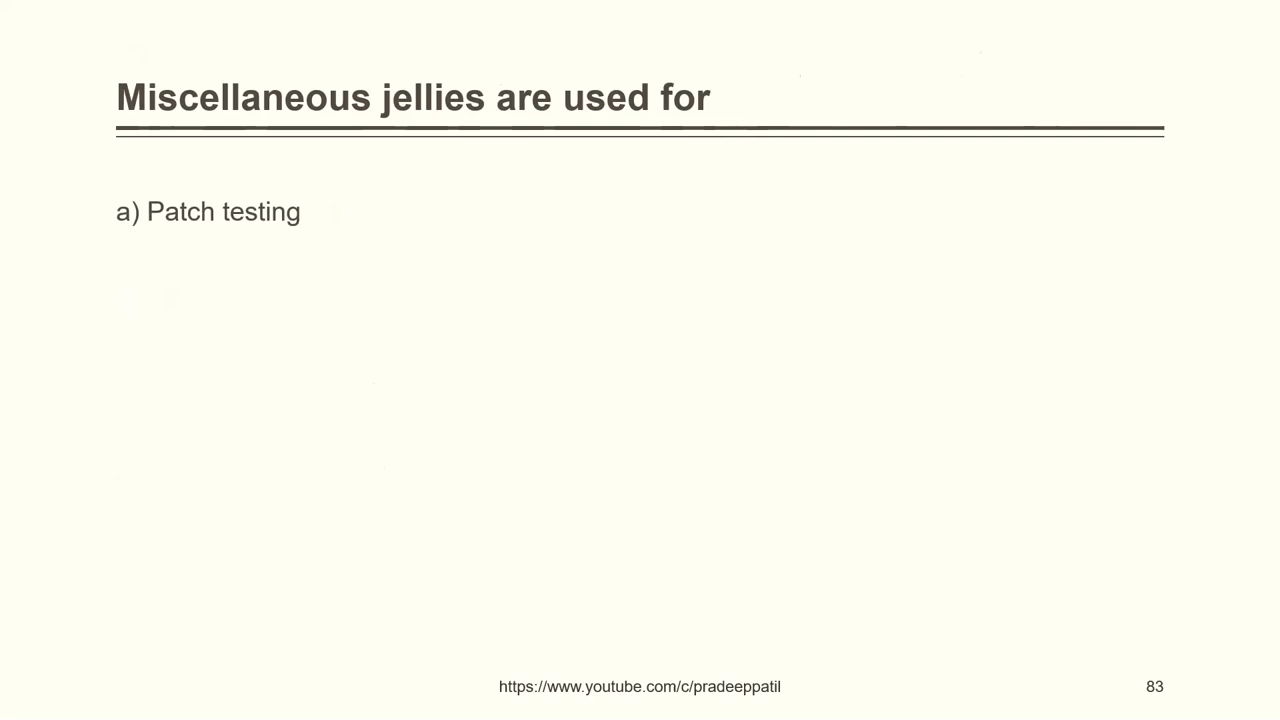 Miscellaneous jellies are used for
a) Patch testing
https://www.youtube.com/c/pradeeppatil
83